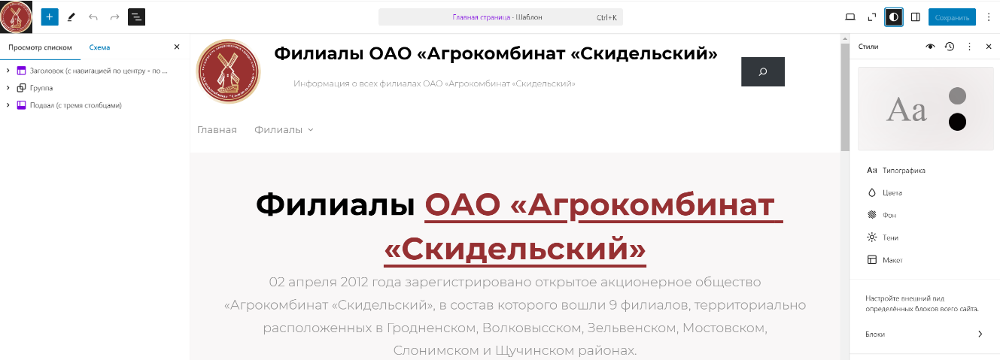 Главная страница · Шаблон
Ctrl+K
Сохранить
Просмотр списком
Схема
Заголовок (с навигацией по центру - по ...
Группа
Подвал (с тремя столбцами)
Филиалы ОАО «Агрокомбинат «Скидельский»
Информация о всех филиалах ОАО «Агрокомбинат «Скидельский»
Главная
Филиалы
Филиалы ОАО «Агрокомбинат
«Скидельский»
02 апреля 2012 года зарегистрировано открытое акционерное общество
«Агрокомбинат «Скидельский», в состав которого вошли 9 филиалов, территориально
расположенных в Гродненском, Волковысском, Зельвенском, Мостовском,
Слонимском и Щучинском районах.
Стили
Aa
Aa Типографика
Цвета
Фон
Тени
Макет
Настройте внешний вид
определённых блоков всего сайта.
Блоки